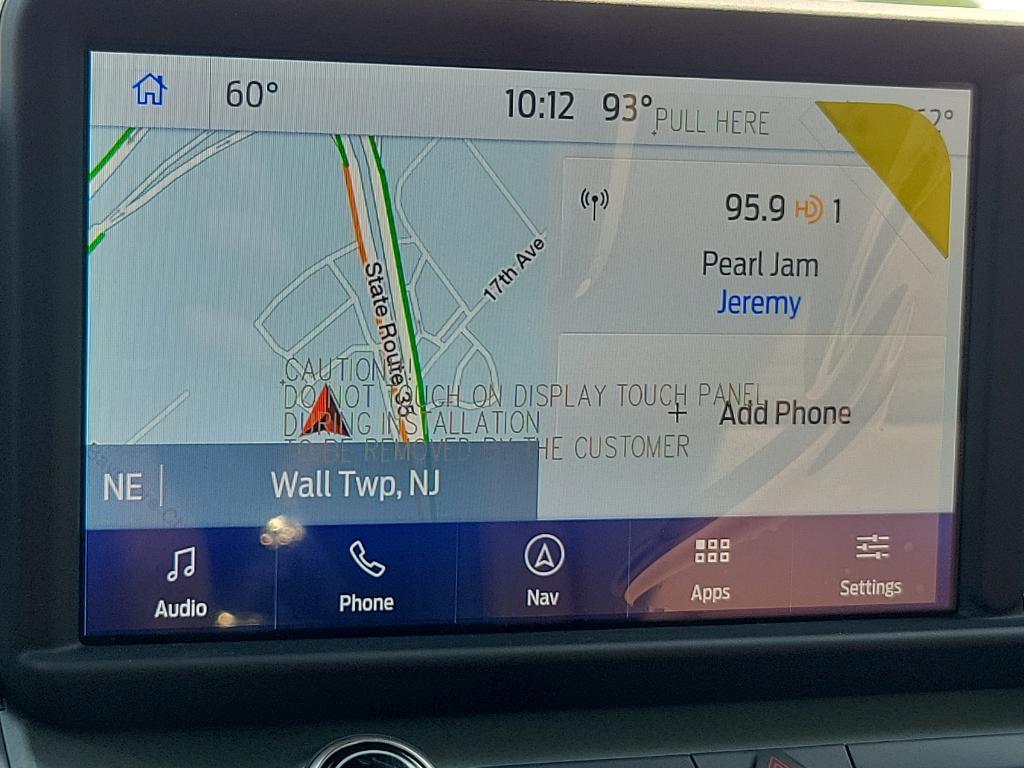 60° 10:12 93° PULL HERE 62°
95.9 HD 1
Pearl Jam
Jeremy
17th Ave
State Route 35
CAUTION!!
DO NOT TOUCH ON DISPLAY TOUCH PANEL
DURING INSTALLATION
TO BE REMOVED BY THE CUSTOMER
+ Add Phone
NE | Wall Twp, NJ
Audio Phone Nav Apps Settings